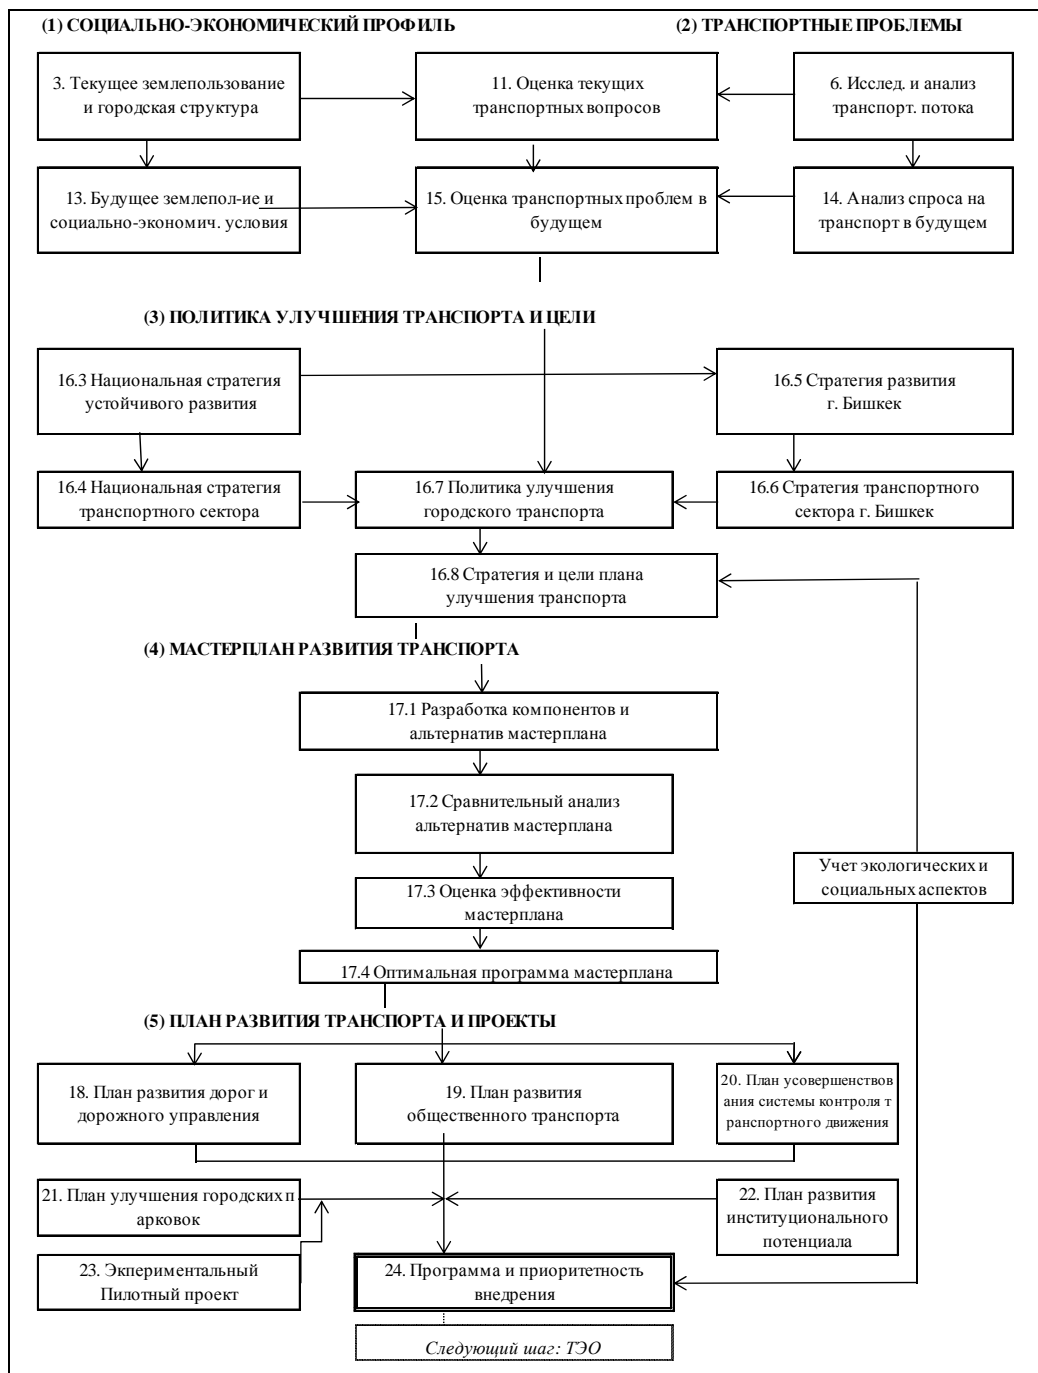 (1) СОЦИАЛЬНО-ЭКОНОМИЧЕСКИЙ ПРОФИЛЬ
(2) ТРАНСПОРТНЫЕ ПРОБЛЕМЫ
3. Текущее землепользование
и городская структура
11. Оценка текущих
транспортных вопросов
6. Исслед. и анализ
транспорт. потока
13. Будущее землепол-ие и
социально-экономич. условия
15. Оценка транспортных проблем в
будущем
14. Анализ спроса на
транспорт в будущем
(3) ПОЛИТИКА УЛУЧШЕНИЯ ТРАНСПОРТА И ЦЕЛИ
16.3 Национальная стратегия
устойчивого развития
16.5 Стратегия развития
г. Бишкек
16.4 Национальная стратегия
транспортного сектора
16.7 Политика улучшения
городского транспорта
16.6 Стратегия транспортного
сектора г. Бишкек
16.8 Стратегия и цели плана
улучшения транспорта
(4) МАСТЕРПЛАН РАЗВИТИЯ ТРАНСПОРТА
17.1 Разработка компонентов и
альтернатив мастерплана
17.2 Сравнительный анализ
альтернатив мастерплана
Учет экологических и
социальных аспектов
17.3 Оценка эффективности
мастерплана
17.4 Оптимальная программа мастерплана
(5) ПЛАН РАЗВИТИЯ ТРАНСПОРТА И ПРОЕКТЫ
18. План развития дорог и
дорожного управления
19. План развития
общественного транспорта
20. План усовершенствов
ания системы контроля т
ранспортного движения
21. План улучшения городских п
арковок
22. План развития
институционального
потенциала
23. Экпериментальный
Пилотный проект
24. Программа и приоритетность
внедрения
Следующий шаг: ТЭО